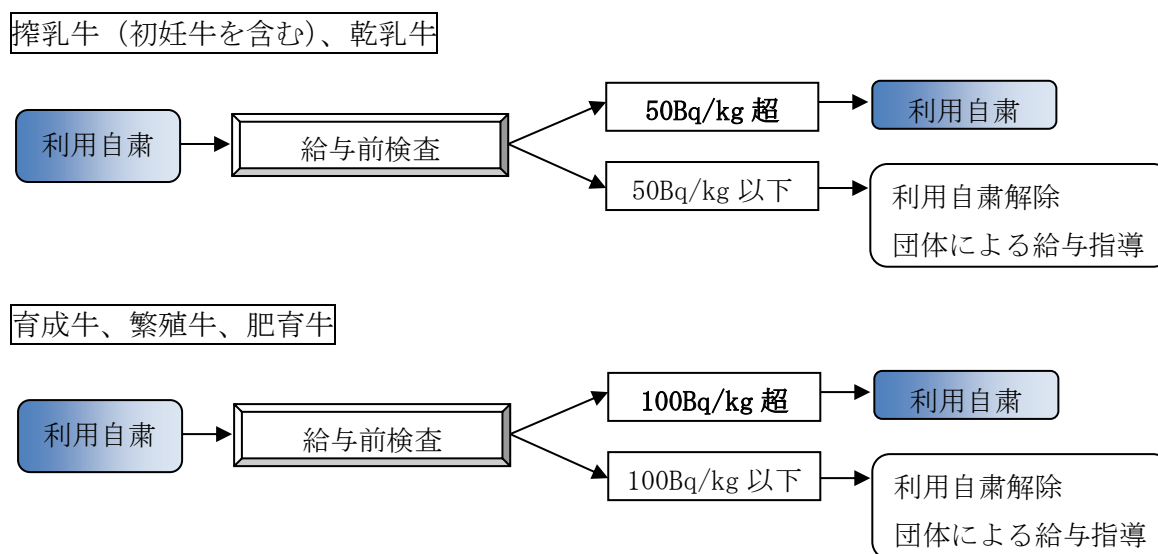 搾乳牛（初妊牛を含む）、乾乳牛
利用自粛
給与前検査
50Bq/kg 超
利用自粛
50Bq/kg 以下
利用自粛解除
団体による給与指導
育成牛、繁殖牛、肥育牛
利用自粛
給与前検査
100Bq/kg 超
利用自粛
100Bq/kg 以下
利用自粛解除
団体による給与指導